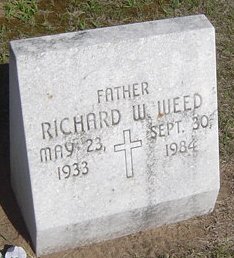 FATHER
RICHARD W. WEED
MAY 23, SEPT. 30,
1933 1984